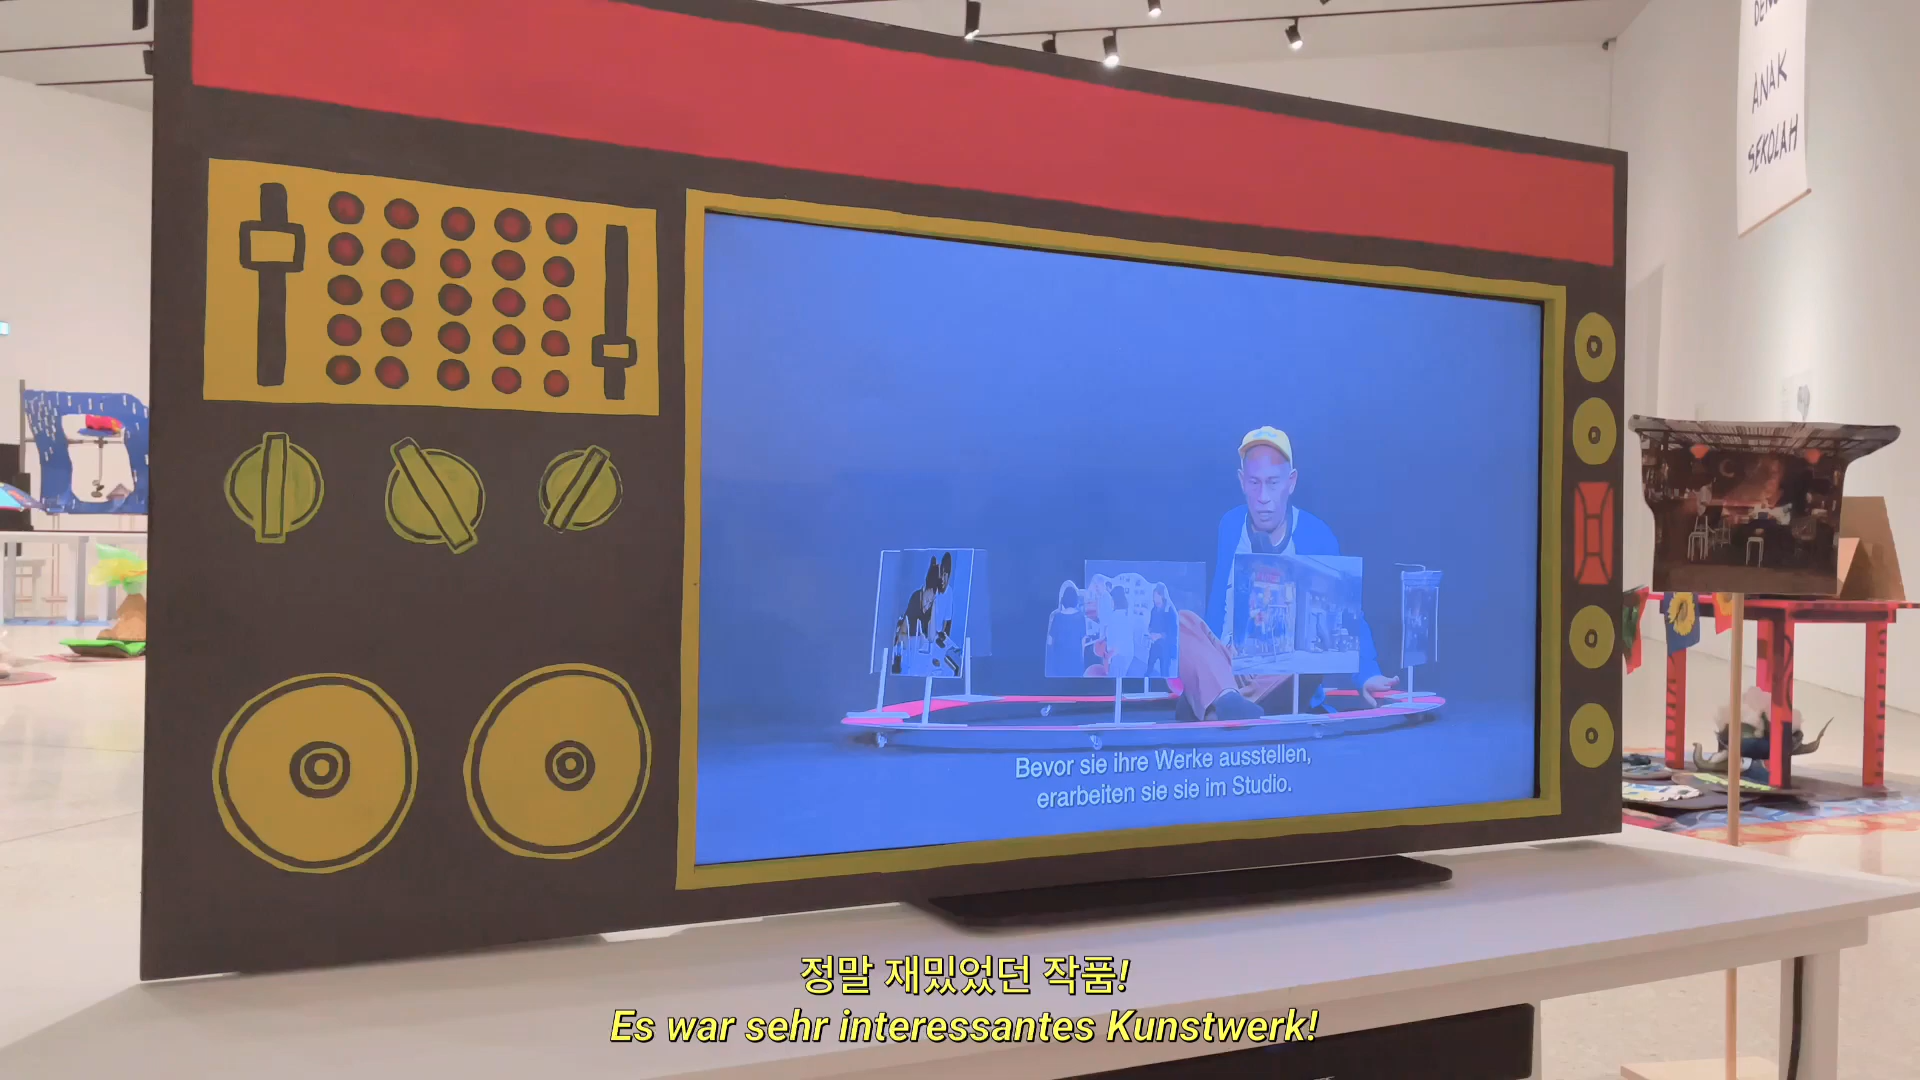 ANAK
SEKOLAH
Bevor sie ihre Werke ausstellen,
erarbeiten sie sie im Studio.
정말 재밌었던 작품!
Es war sehr interessantes Kunstwerk!